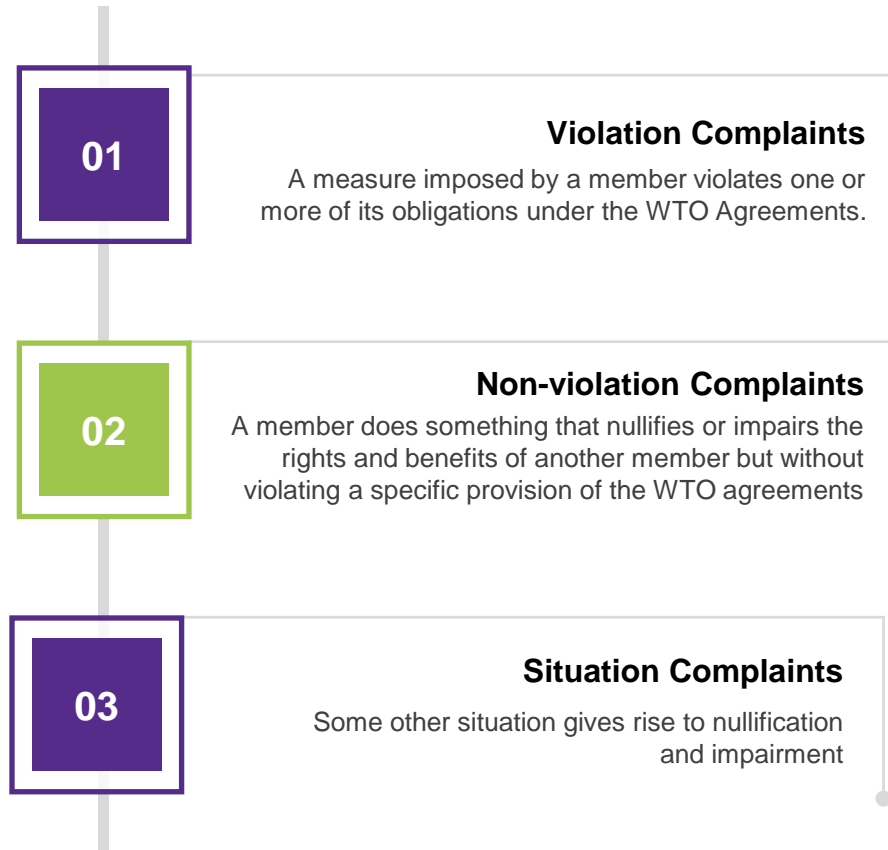 01
Violation Complaints
A measure imposed by a member violates one or
more of its obligations under the WTO Agreements.
02
Non-violation Complaints
A member does something that nullifies or impairs the
rights and benefits of another member but without
violating a specific provision of the WTO agreements
03
Situation Complaints
Some other situation gives rise to nullification
and impairment